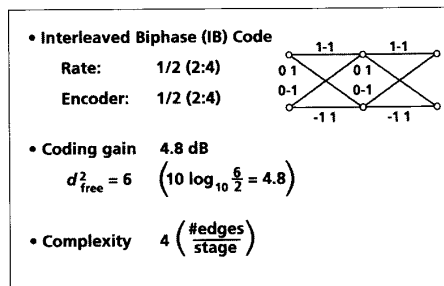 • Interleaved Biphase (IB) Code
Rate: 1/2 (2:4)
Encoder: 1/2 (2:4)
1-1 1-1
0 1 0 1
0-1 0-1
-1 1 -1 1
• Coding gain 4.8 dB
d²free = 6 (10 log₁₀ 6/2 = 4.8)
• Complexity 4 (#edges/stage)